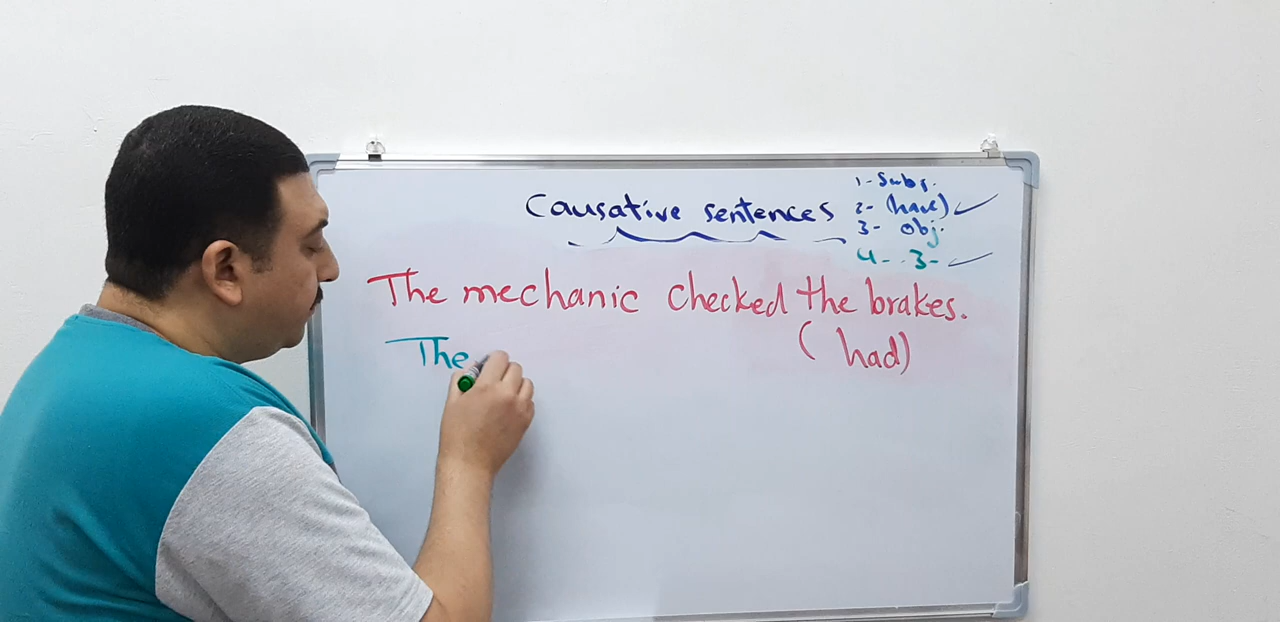 Causative sentences
1- Subj.
2- (have) ✓
3- obj.
4- .3- ✓
The mechanic checked the brakes.
( had)
The